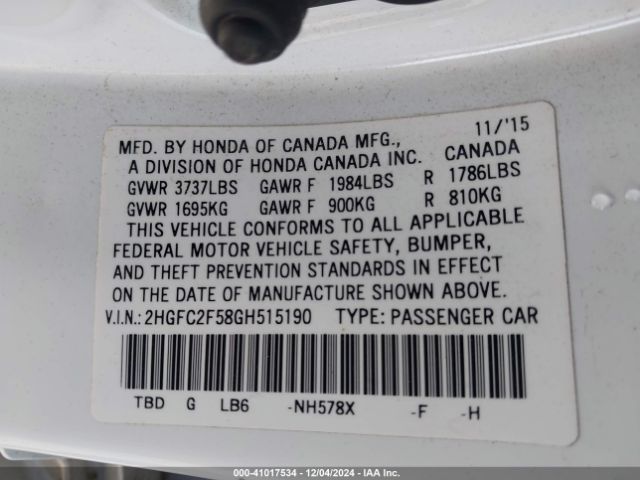 11/'15
MFD. BY HONDA OF CANADA MFG.,
A DIVISION OF HONDA CANADA INC. CANADA
GVWR 3737LBS GAWR F 1984LBS R 1786LBS
GVWR 1695KG GAWR F 900KG R 810KG
THIS VEHICLE CONFORMS TO ALL APPLICABLE
FEDERAL MOTOR VEHICLE SAFETY, BUMPER,
AND THEFT PREVENTION STANDARDS IN EFFECT
ON THE DATE OF MANUFACTURE SHOWN ABOVE.
V.I.N.: 2HGFC2F58GH515190 TYPE: PASSENGER CAR
TBD G LB6 -NH578X -F -H
000-41017534 - 12/04/2024 - IAA Inc.